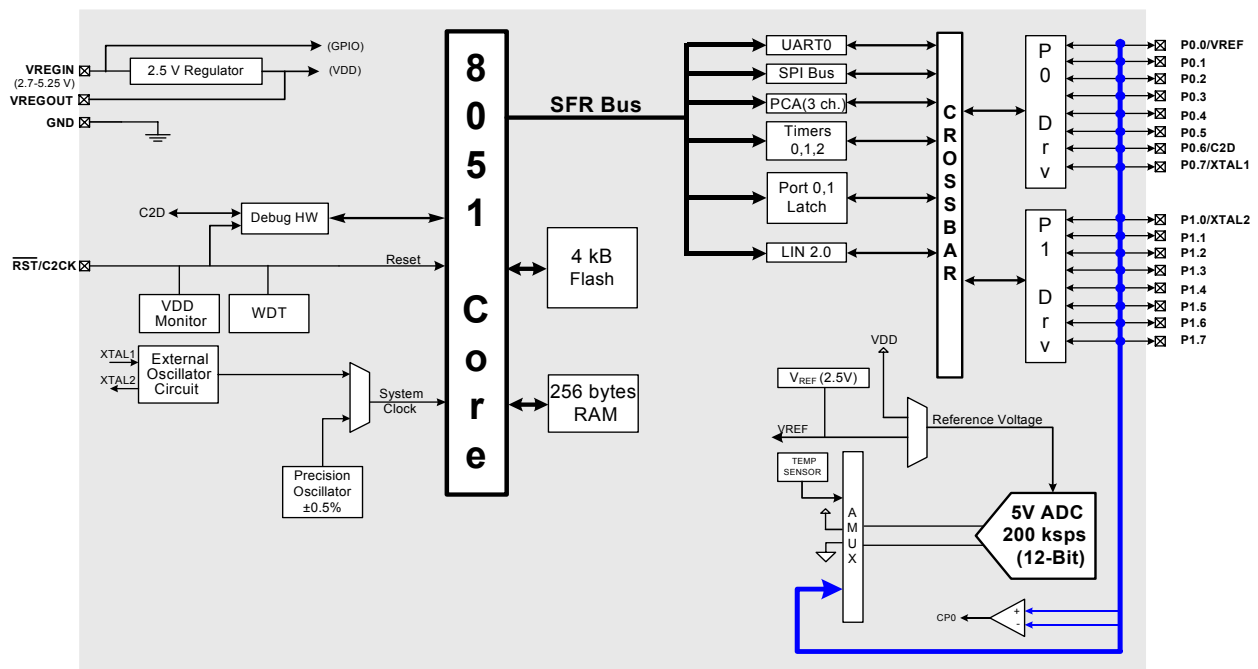 VREGIN
(2.7-5.25 V)
VREGOUT
GND
2.5 V Regulator
(GPIO)
(VDD)
C2D
Debug HW
RST/C2CK
Reset
VDD
Monitor
WDT
XTAL1
XTAL2
External
Oscillator
Circuit
System
Clock
Precision
Oscillator
±0.5%
8051 Core
4 kB
Flash
256 bytes
RAM
SFR Bus
UART0
SPI Bus
PCA(3 ch.)
Timers
0,1,2
Port 0,1
Latch
LIN 2.0
CROSSBAR
P0 Drv
P1 Drv
P0.0/VREF
P0.1
P0.2
P0.3
P0.4
P0.5
P0.6/C2D
P0.7/XTAL1
P1.0/XTAL2
P1.1
P1.2
P1.3
P1.4
P1.5
P1.6
P1.7
VDD
VREF (2.5V)
VREF
Reference Voltage
TEMP
SENSOR
AMUX
5V ADC
200 ksps
(12-Bit)
CP0
+
-